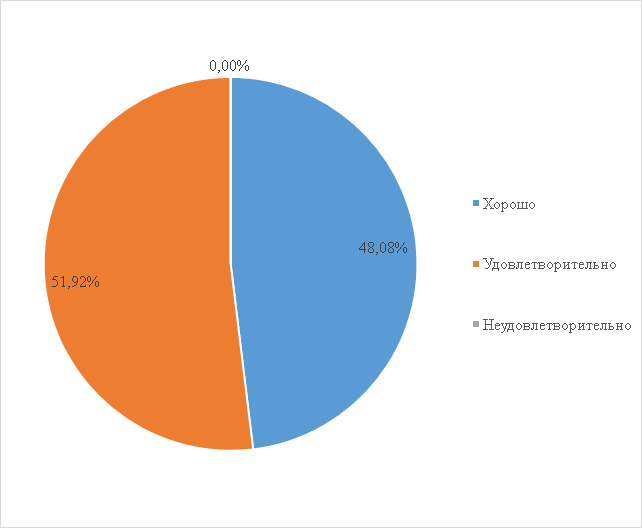 0,00%
48,08%
51,92%
Хорошо
Удовлетворительно
Неудовлетворительно